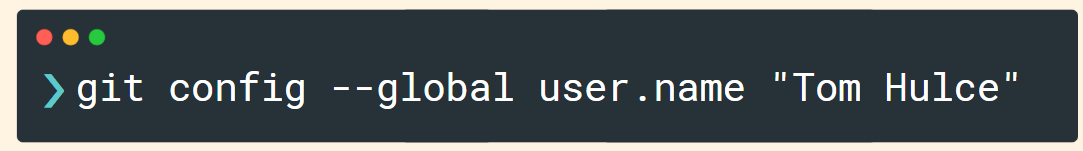 ❯ git config --global user.name "Tom Hulce"